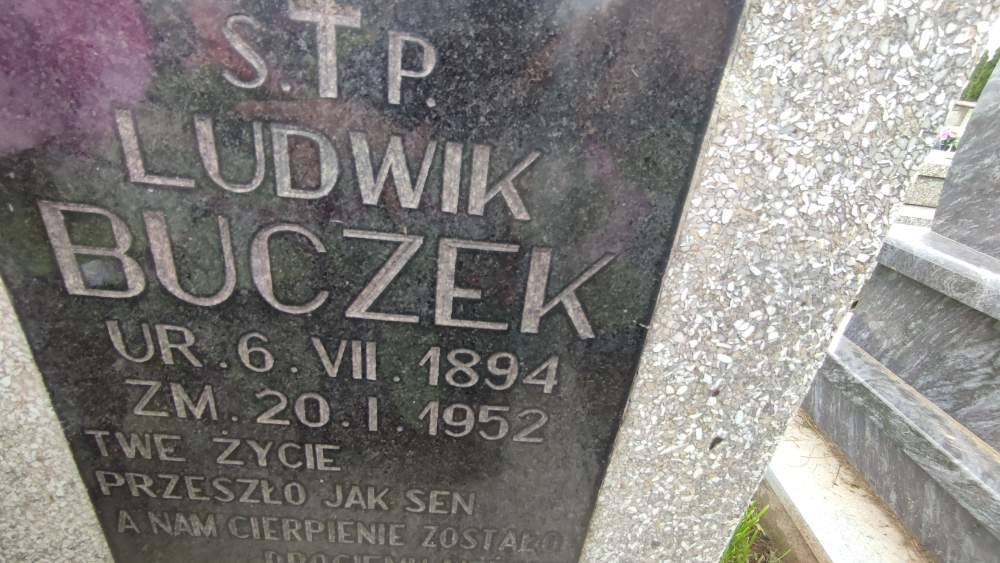 S. † P.
LUDWIK
BUCZEK
UR. 6. VII. 1894
ZM. 20. I. 1952
TWE ŻYCIE
PRZESZŁO JAK SEN
A NAM CIERPIENIE ZOSTAŁO